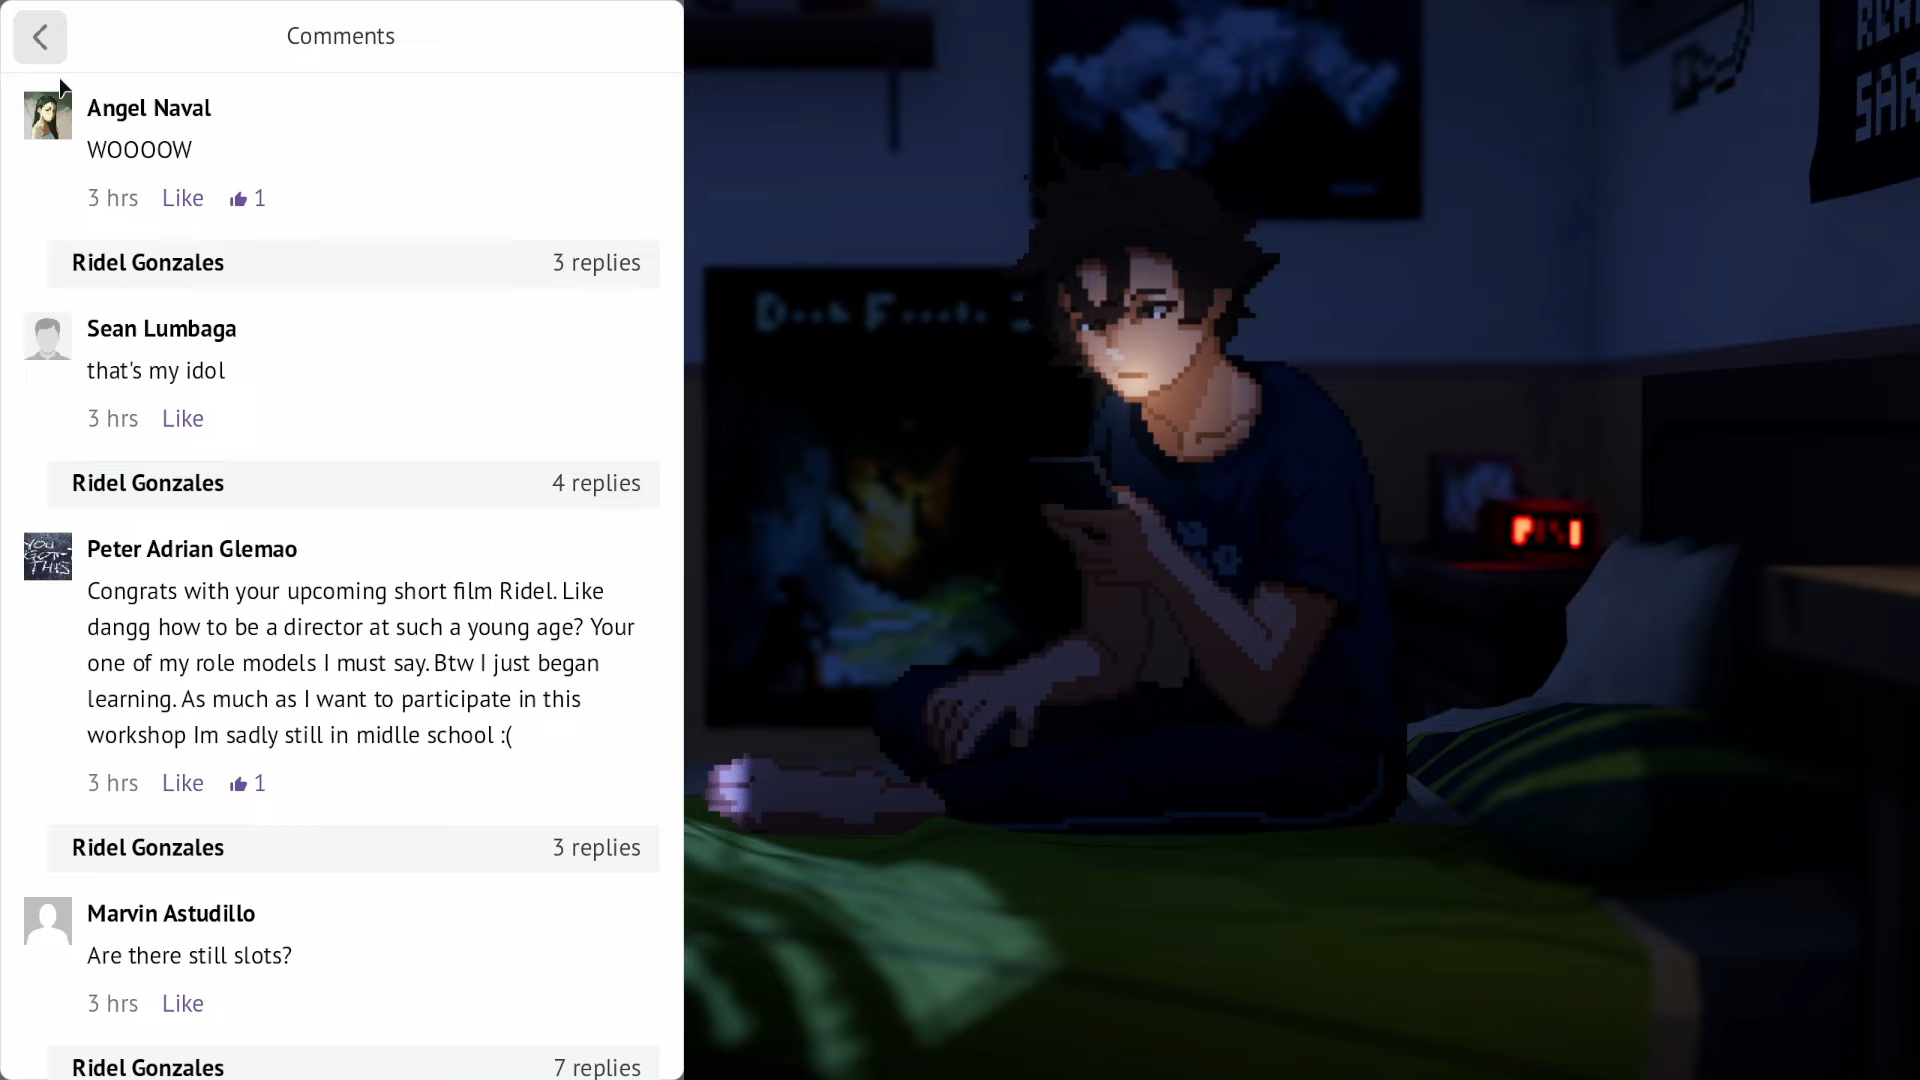 Comments
Angel Naval
WOOOOW
3 hrs Like 1
Ridel Gonzales 3 replies
Sean Lumbaga
that's my idol
3 hrs Like
Ridel Gonzales 4 replies
Peter Adrian Glemao
Congrats with your upcoming short film Ridel. Like
dangg how to be a director at such a young age? Your
one of my role models I must say. Btw I just began
learning. As much as I want to participate in this
workshop Im sadly still in midlle school :(
3 hrs Like 1
Ridel Gonzales 3 replies
Marvin Astudillo
Are there still slots?
3 hrs Like
Ridel Gonzales 7 replies
YOU
GOT
THIS